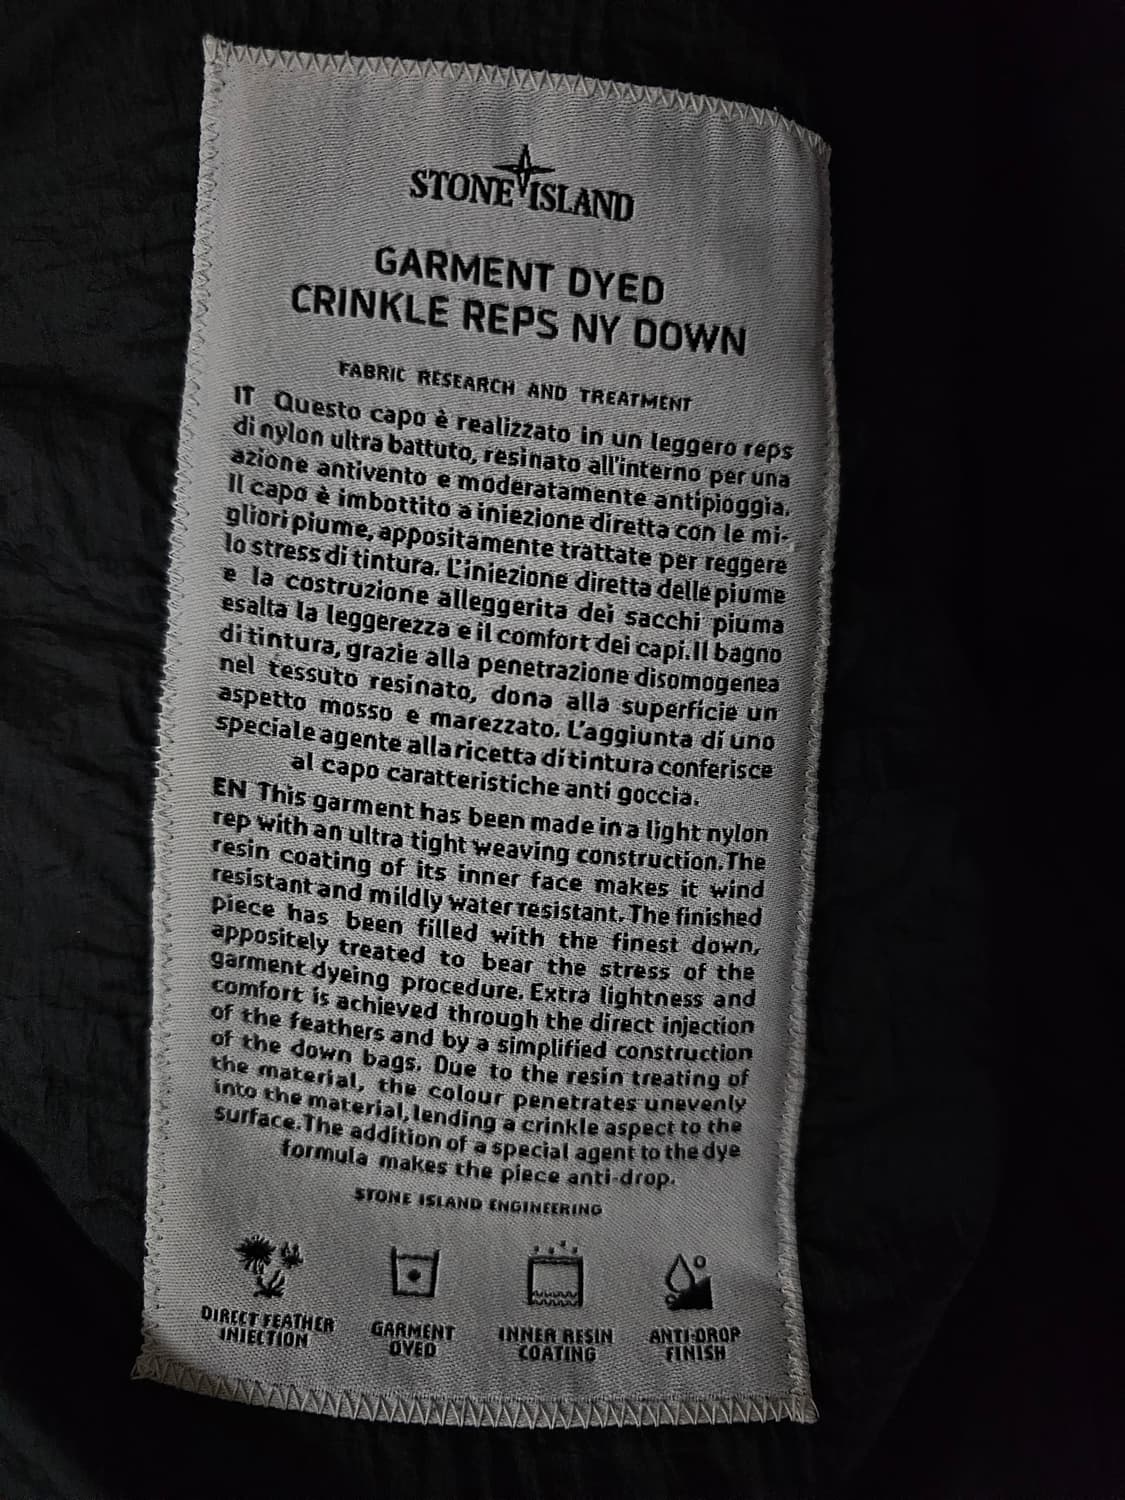 STONE ISLAND
GARMENT DYED
CRINKLE REPS NY DOWN
FABRIC RESEARCH AND TREATMENT
IT Questo capo è realizzato in un leggero reps
di nylon ultra battuto, resinato all'interno per una
azione antivento e moderatamente antipioggia.
Il capo è imbottito a iniezione diretta con le mi-
gliori piume, appositamente trattate per reggere
lo stress di tintura. L'iniezione diretta delle piume
e la costruzione alleggerita dei sacchi piuma
esalta la leggerezza e il comfort dei capi. Il bagno
di tintura, grazie alla penetrazione disomogenea
nel tessuto resinato, dona alla superficie un
aspetto mosso e marezzato. L'aggiunta di uno
speciale agente alla ricetta di tintura conferisce
al capo caratteristiche anti goccia.
EN This garment has been made in a light nylon
rep with an ultra tight weaving construction. The
resin coating of its inner face makes it wind
resistant and mildly water resistant. The finished
piece has been filled with the finest down,
appositely treated to bear the stress of the
garment dyeing procedure. Extra lightness and
comfort is achieved through the direct injection
of the feathers and by a simplified construction
of the down bags. Due to the resin treating of
the material, the colour penetrates unevenly
into the material, lending a crinkle aspect to the
surface. The addition of a special agent to the dye
formula makes the piece anti-drop.
STONE ISLAND ENGINEERING
DIRECT FEATHER
INJECTION
GARMENT
DYED
INNER RESIN
COATING
ANTI-DROP
FINISH